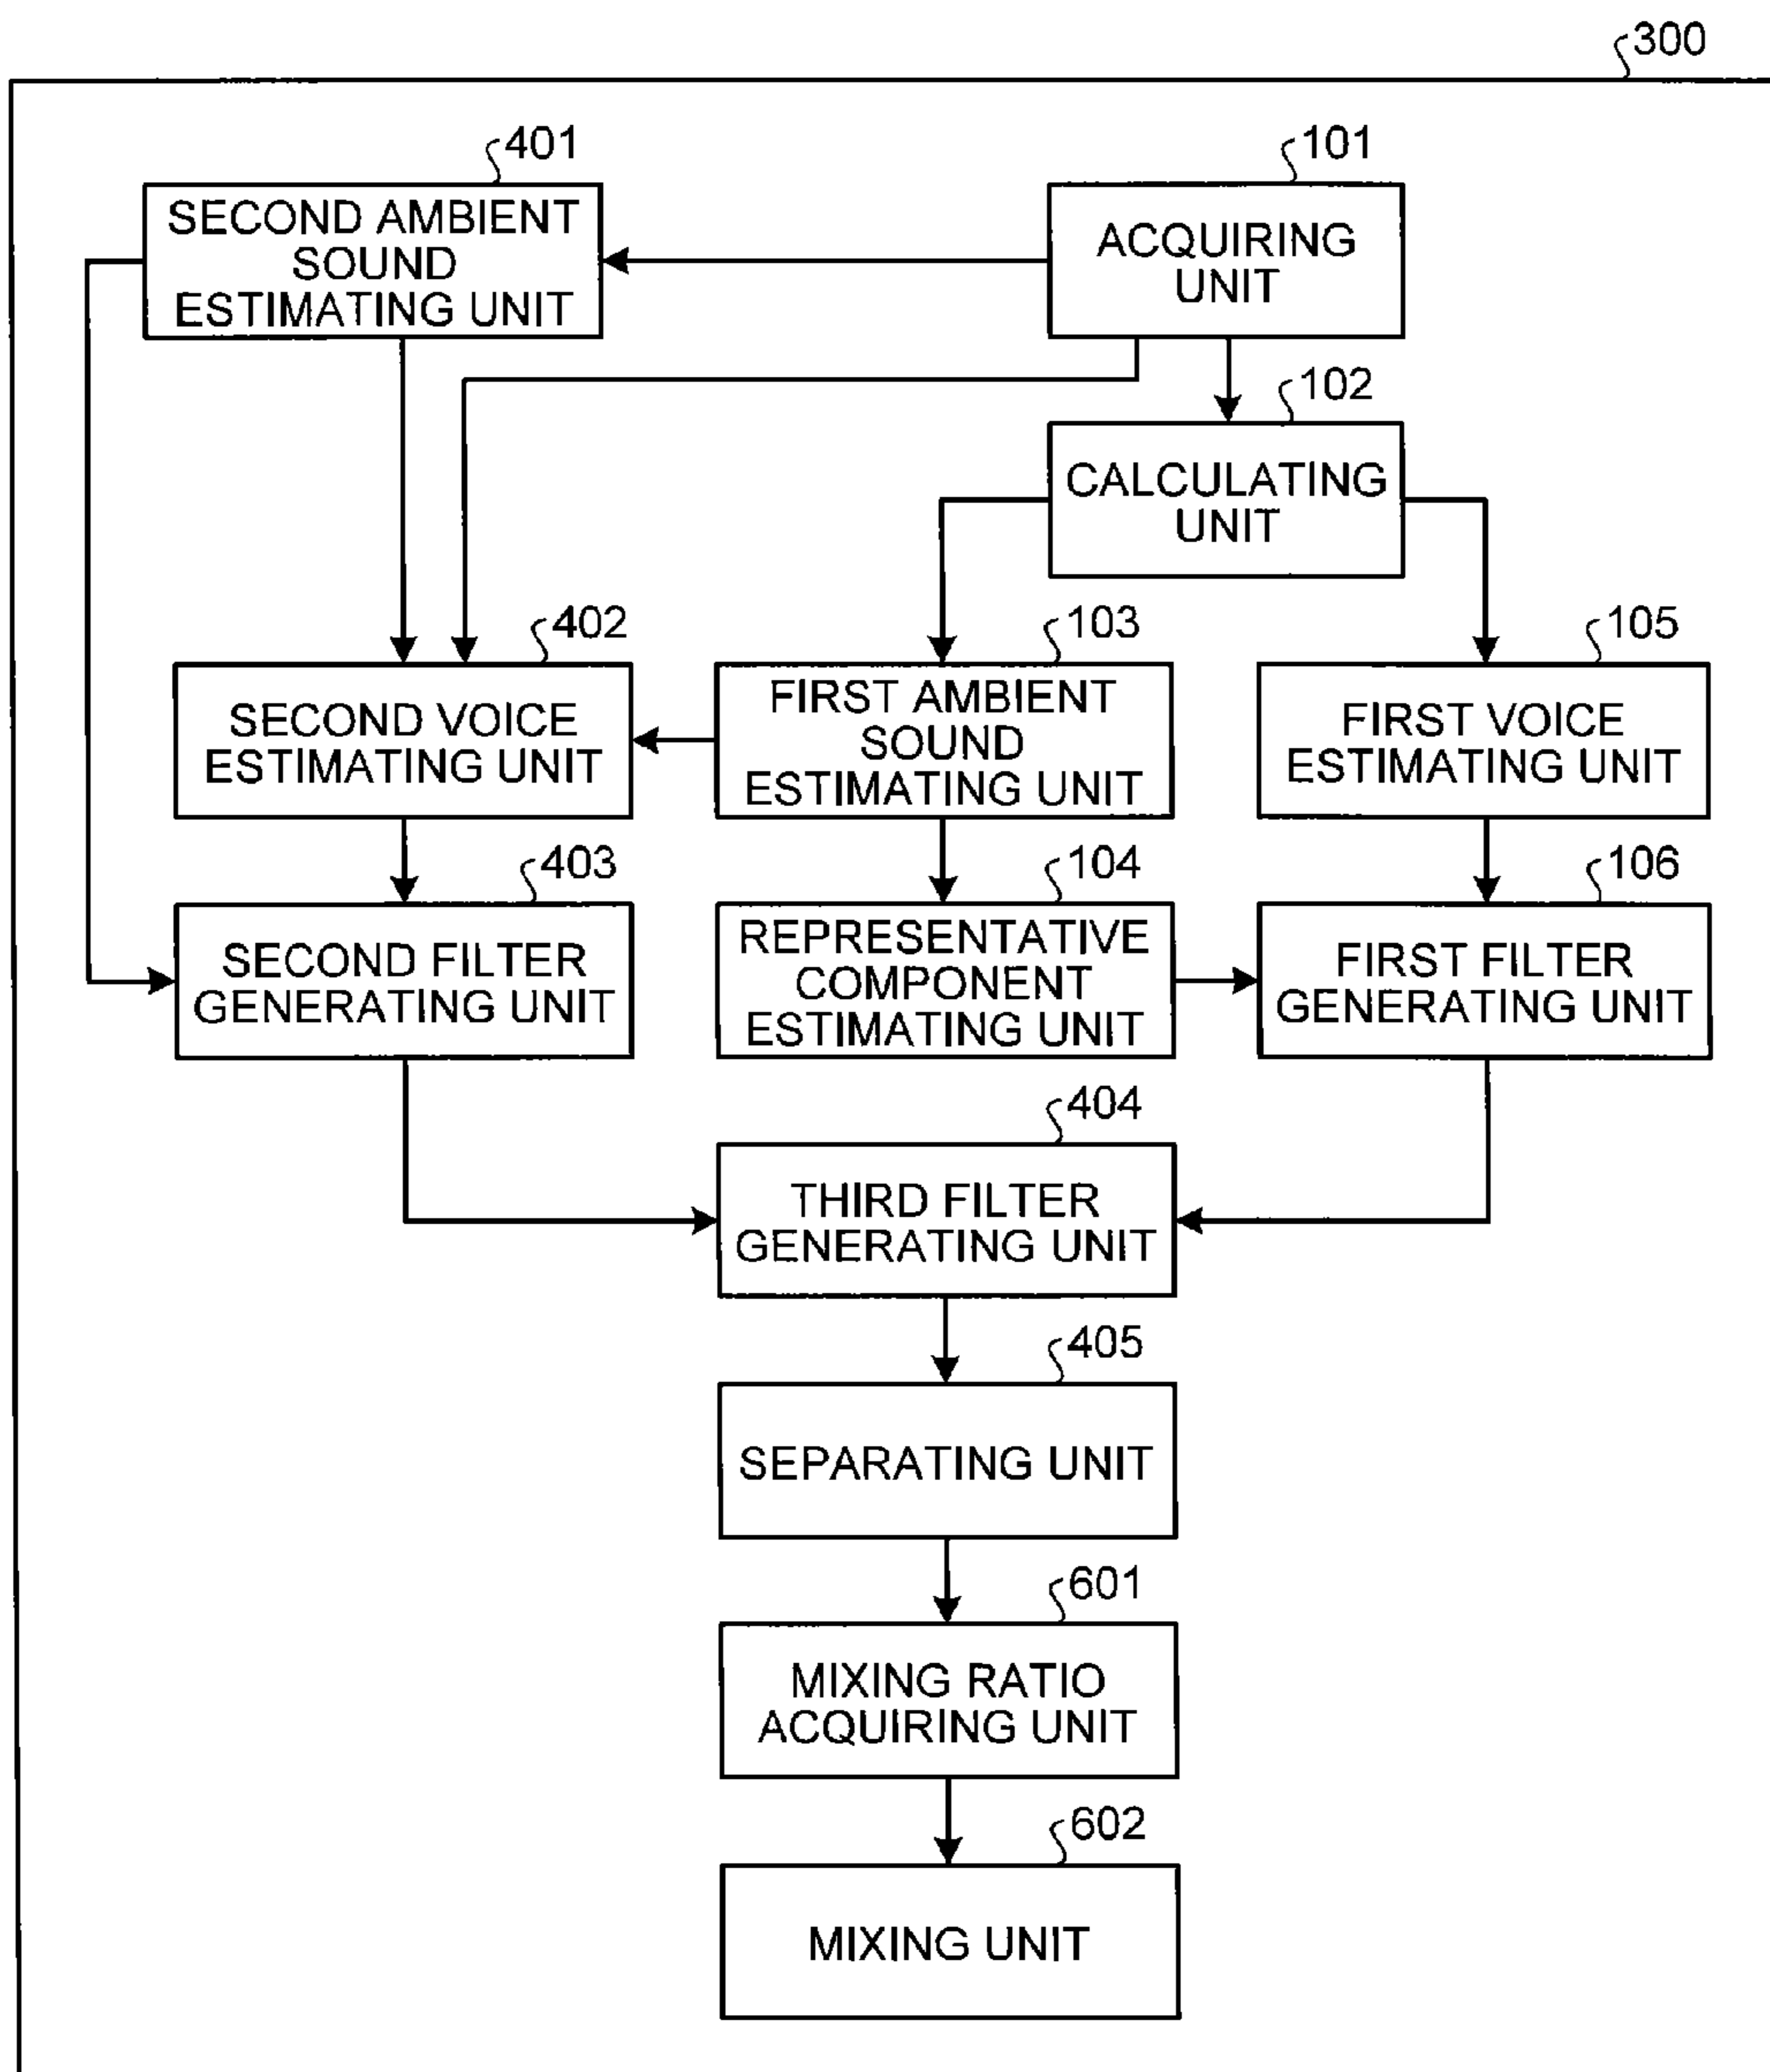 300
401
SECOND AMBIENT
SOUND
ESTIMATING UNIT
101
ACQUIRING
UNIT
102
CALCULATING
UNIT
402
SECOND VOICE
ESTIMATING UNIT
103
FIRST AMBIENT
SOUND
ESTIMATING UNIT
105
FIRST VOICE
ESTIMATING UNIT
403
SECOND FILTER
GENERATING UNIT
104
REPRESENTATIVE
COMPONENT
ESTIMATING UNIT
106
FIRST FILTER
GENERATING UNIT
404
THIRD FILTER
GENERATING UNIT
405
SEPARATING UNIT
601
MIXING RATIO
ACQUIRING UNIT
602
MIXING UNIT